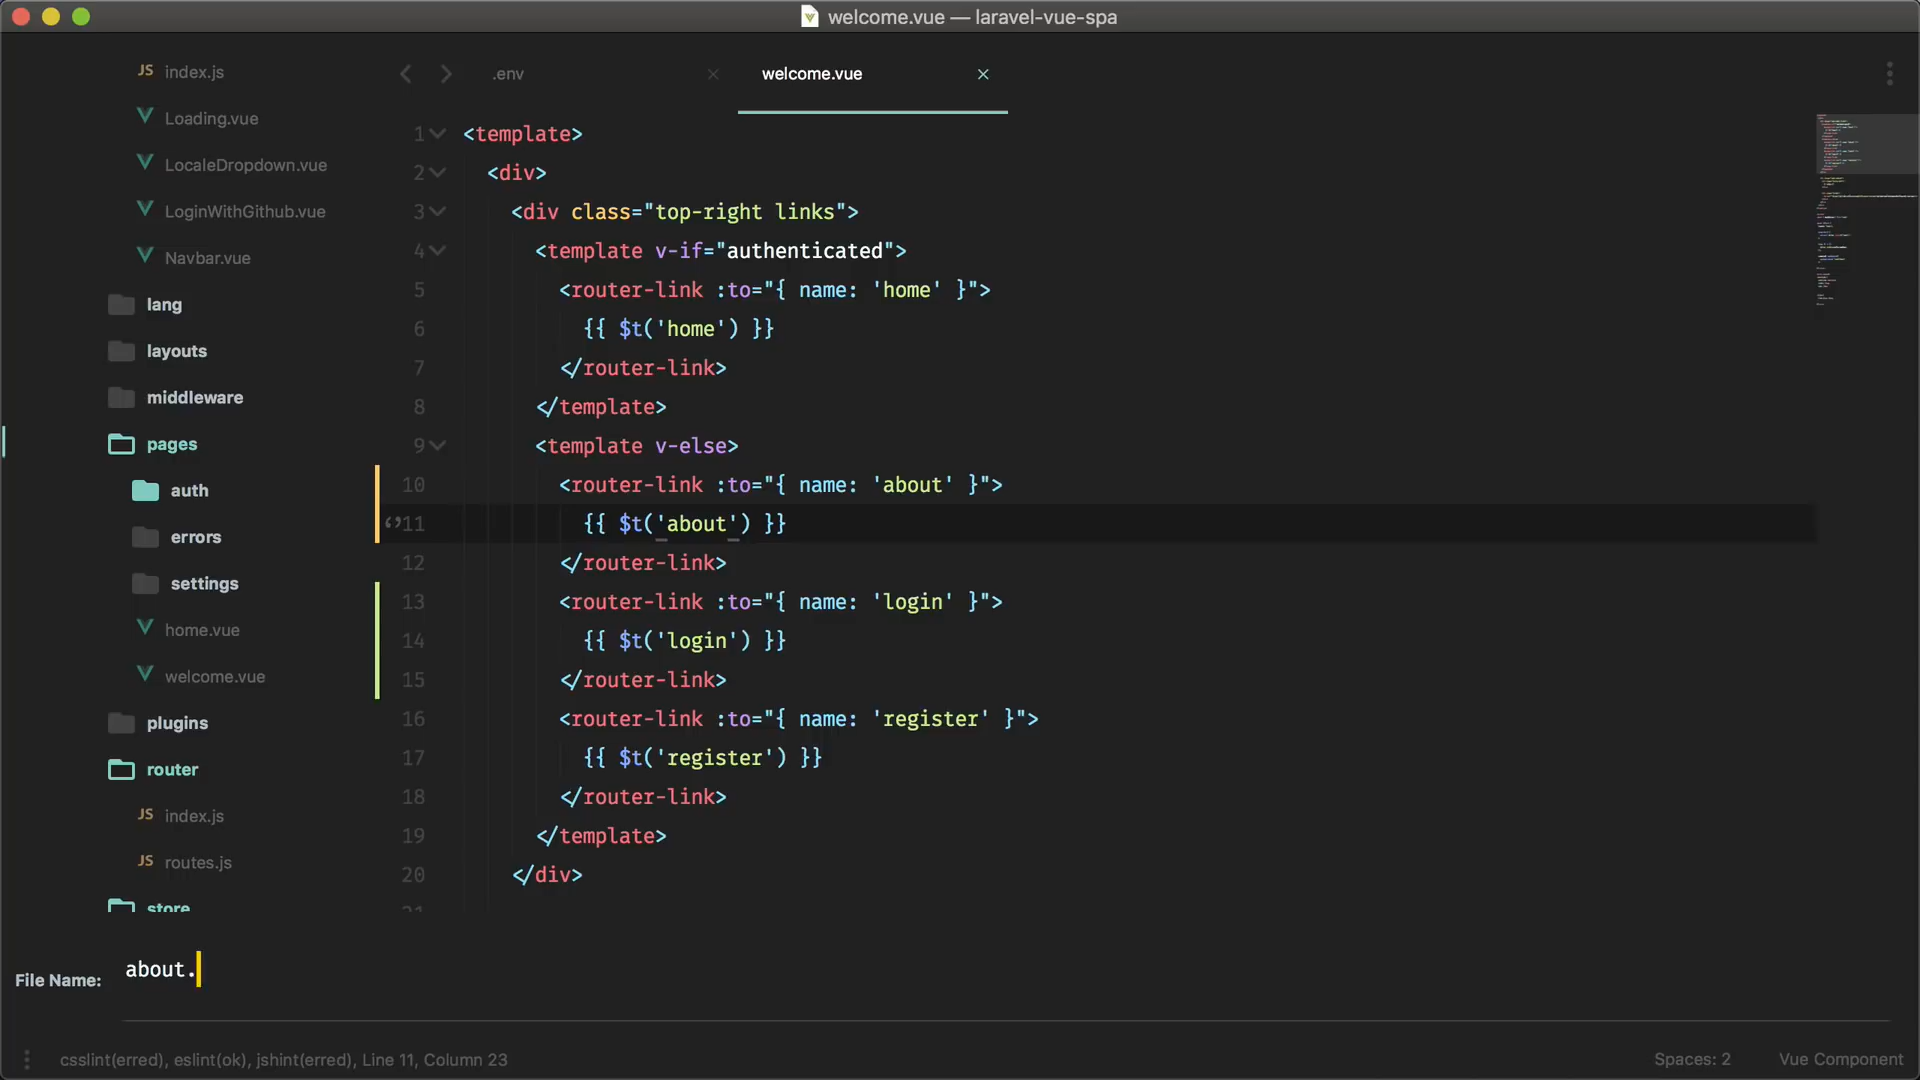 welcome.vue — laravel-vue-spa
JS index.js
Loading.vue
LocaleDropdown.vue
LoginWithGithub.vue
Navbar.vue
lang
layouts
middleware
pages
auth
errors
settings
home.vue
welcome.vue
plugins
router
JS index.js
JS routes.js
store
.env
welcome.vue
1 <template>
2 <div>
3 <div class="top-right links">
4 <template v-if="authenticated">
5 <router-link :to="{ name: 'home' }">
6 {{ $t('home') }}
7 </router-link>
8 </template>
9 <template v-else>
10 <router-link :to="{ name: 'about' }">
11 {{ $t('about') }}
12 </router-link>
13 <router-link :to="{ name: 'login' }">
14 {{ $t('login') }}
15 </router-link>
16 <router-link :to="{ name: 'register' }">
17 {{ $t('register') }}
18 </router-link>
19 </template>
20 </div>
21
File Name: about.
csslint(erred), eslint(ok), jshint(erred), Line 11, Column 23
Spaces: 2
Vue Component